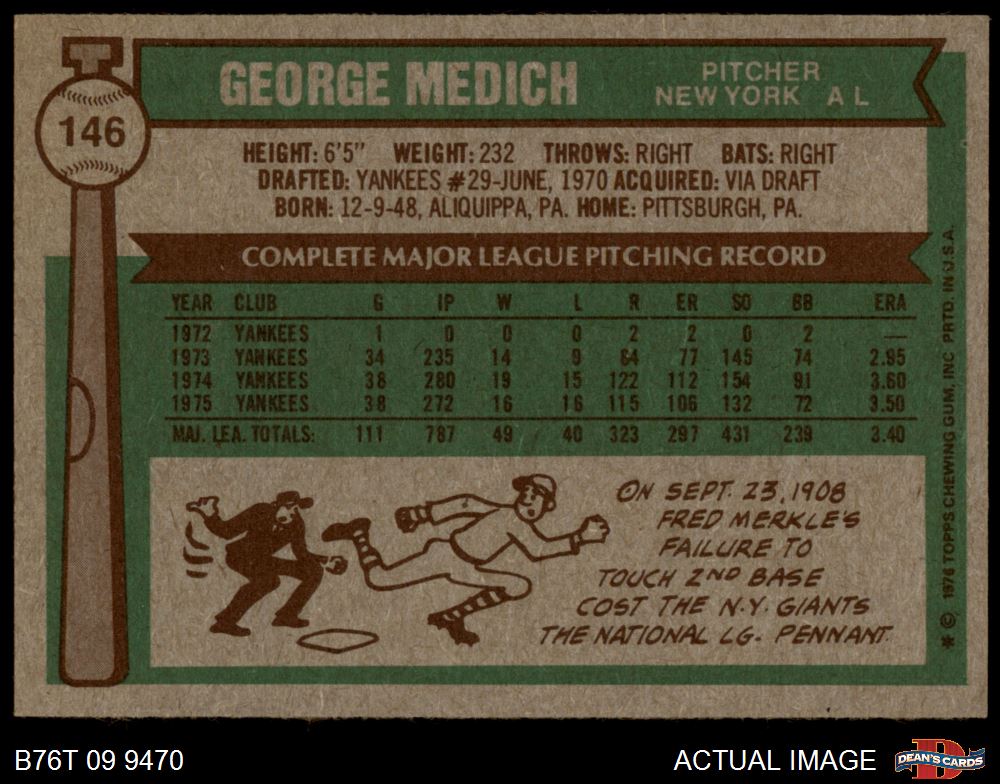 GEORGE MEDICH
PITCHER
NEW YORK A L
146
HEIGHT: 6'5" WEIGHT: 232 THROWS: RIGHT BATS: RIGHT
DRAFTED: YANKEES #29-JUNE, 1970 ACQUIRED: VIA DRAFT
BORN: 12-9-48, ALIQUIPPA, PA. HOME: PITTSBURGH, PA.
COMPLETE MAJOR LEAGUE PITCHING RECORD
YEAR CLUB G IP W L R ER SO BB ERA
1972 YANKEES 1 0 0 0 2 2 0 2 —
1973 YANKEES 34 235 14 9 84 77 145 74 2.95
1974 YANKEES 38 280 19 15 122 112 154 91 3.60
1975 YANKEES 38 272 16 16 115 106 132 72 3.50
MAJ. LEA. TOTALS: 111 787 49 40 323 297 431 239 3.40
ON SEPT. 23, 1908
FRED MERKLE'S
FAILURE TO
TOUCH 2ND BASE
COST THE N.Y. GIANTS
THE NATIONAL LG. PENNANT.
* © 1976 TOPPS CHEWING GUM, INC. PRTD. IN U.S.A.
B76T 09 9470
ACTUAL IMAGE
DEAN'S CARDS